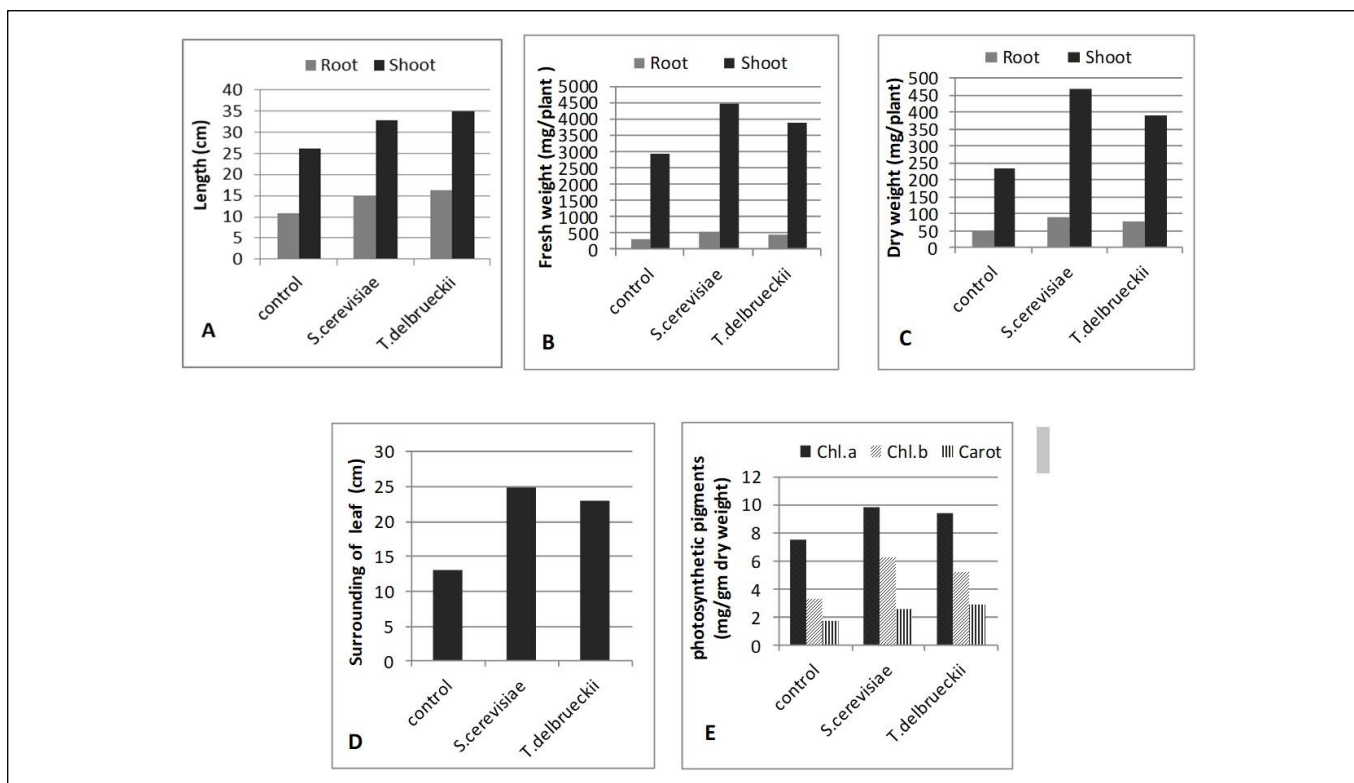 Root Shoot
Length (cm)
40
35
30
25
20
15
10
5
0
control
S.cerevisiae
T.delbrueckii
A
Root Shoot
Fresh weight (mg/plant )
5000
4500
4000
3500
3000
2500
2000
1500
1000
500
0
control
S.cerevisiae
T.delbrueckii
B
Root Shoot
Dry weight (mg/plant)
500
450
400
350
300
250
200
150
100
50
0
control
S.cerevisiae
T.delbrueckii
C
Surrounding of leaf (cm)
30
25
20
15
10
5
0
control
S.cerevisiae
T.delbrueckii
D
Chl.a Chl.b Carot
photosynthetic pigments
(mg/gm dry weight)
12
10
8
6
4
2
0
control
S.cerevisiae
T.delbrueckii
E